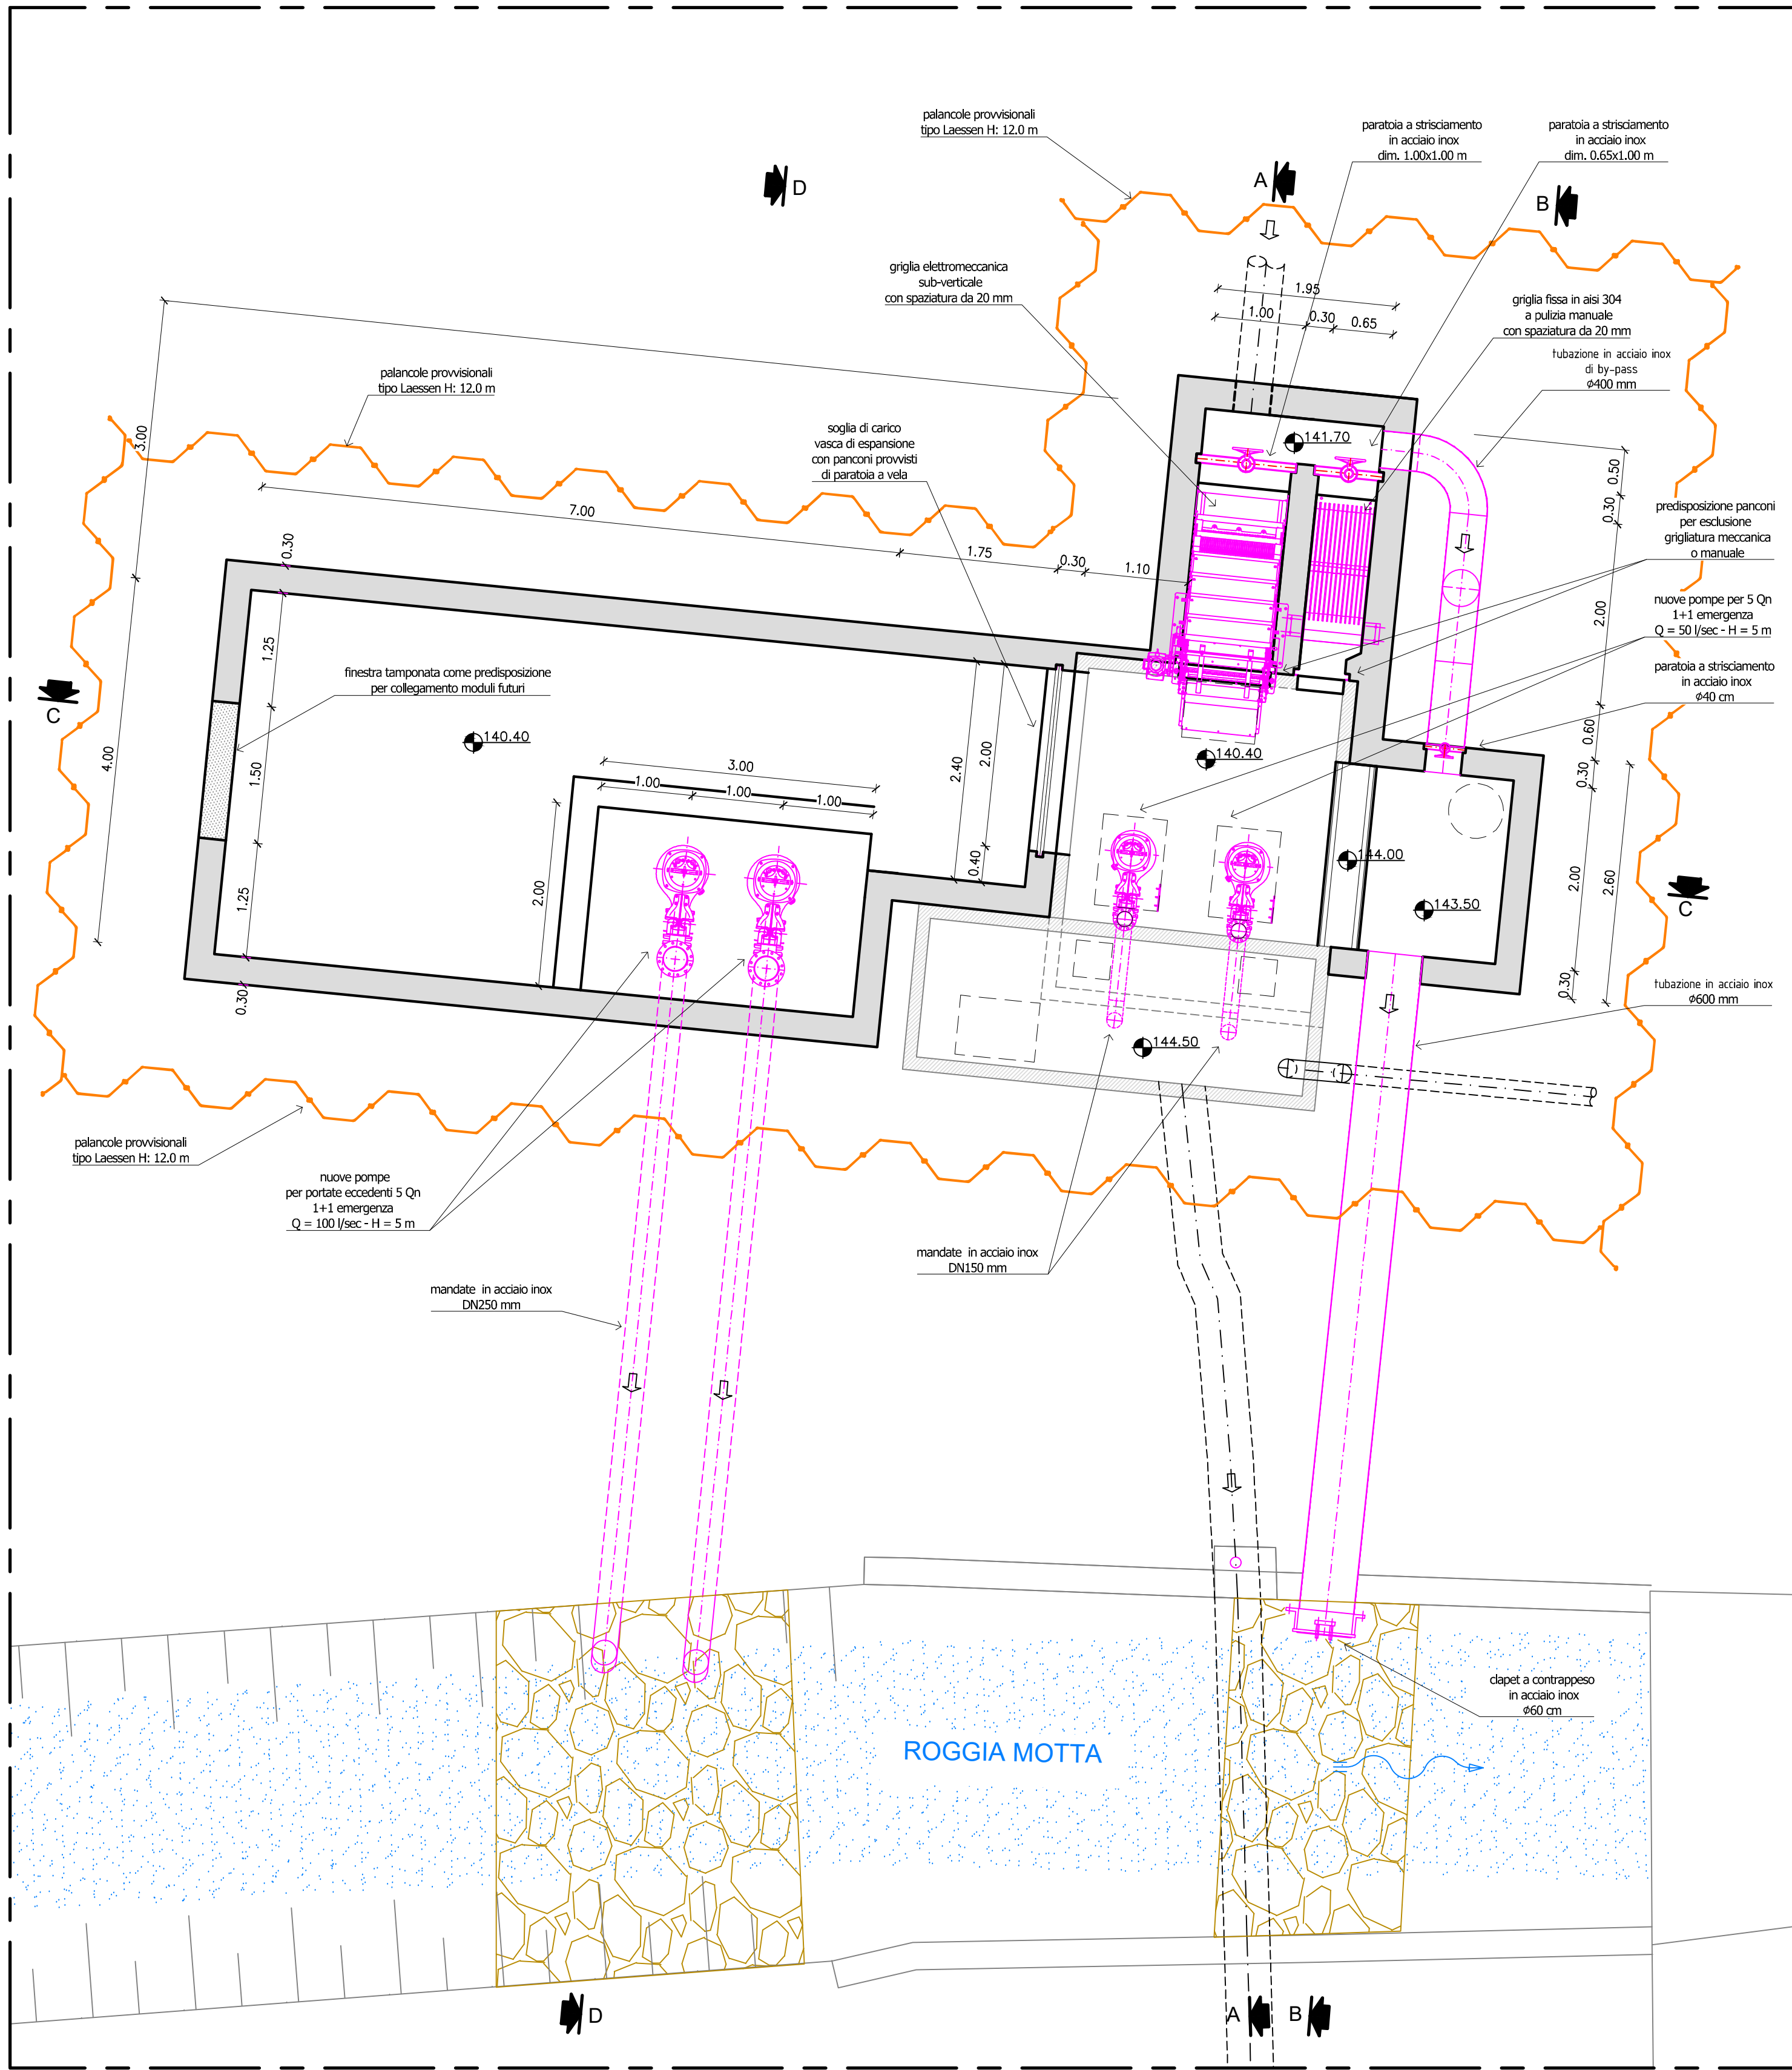 palancole provvisionali
tipo Laessen H: 12.0 m
paratoia a strisciamento
in acciaio inox
dim. 1.00x1.00 m
paratoia a strisciamento
in acciaio inox
dim. 0.65x1.00 m
D
A
B
griglia elettromeccanica
sub-verticale
con spaziatura da 20 mm
1.95
1.00
0.30
0.65
griglia fissa in aisi 304
a pulizia manuale
con spaziatura da 20 mm
tubazione in acciaio inox
di by-pass
ø400 mm
palancole provvisionali
tipo Laessen H: 12.0 m
3.00
soglia di carico
vasca di espansione
con panconi provvisti
di paratoia a vela
141.70
0.50
0.30
7.00
1.75
0.30
1.10
0.30
predisposizione panconi
per esclusione
grigliatura meccanica
o manuale
2.00
nuove pompe per 5 Qn
1+1 emergenza
Q = 50 l/sec - H = 5 m
1.25
finestra tamponata come predisposizione
per collegamento moduli futuri
paratoia a strisciamento
in acciaio inox
ø40 cm
C
4.00
140.40
1.50
3.00
1.00
1.00
1.00
2.40
2.00
140.40
0.60
0.30
144.00
0.40
2.00
2.60
1.25
2.00
143.50
C
0.30
0.30
tubazione in acciaio inox
ø600 mm
144.50
palancole provvisionali
tipo Laessen H: 12.0 m
nuove pompe
per portate eccedenti 5 Qn
1+1 emergenza
Q = 100 l/sec - H = 5 m
mandate in acciaio inox
DN150 mm
mandate in acciaio inox
DN250 mm
clapet a contrappeso
in acciaio inox
ø60 cm
ROGGIA MOTTA
D
A
B